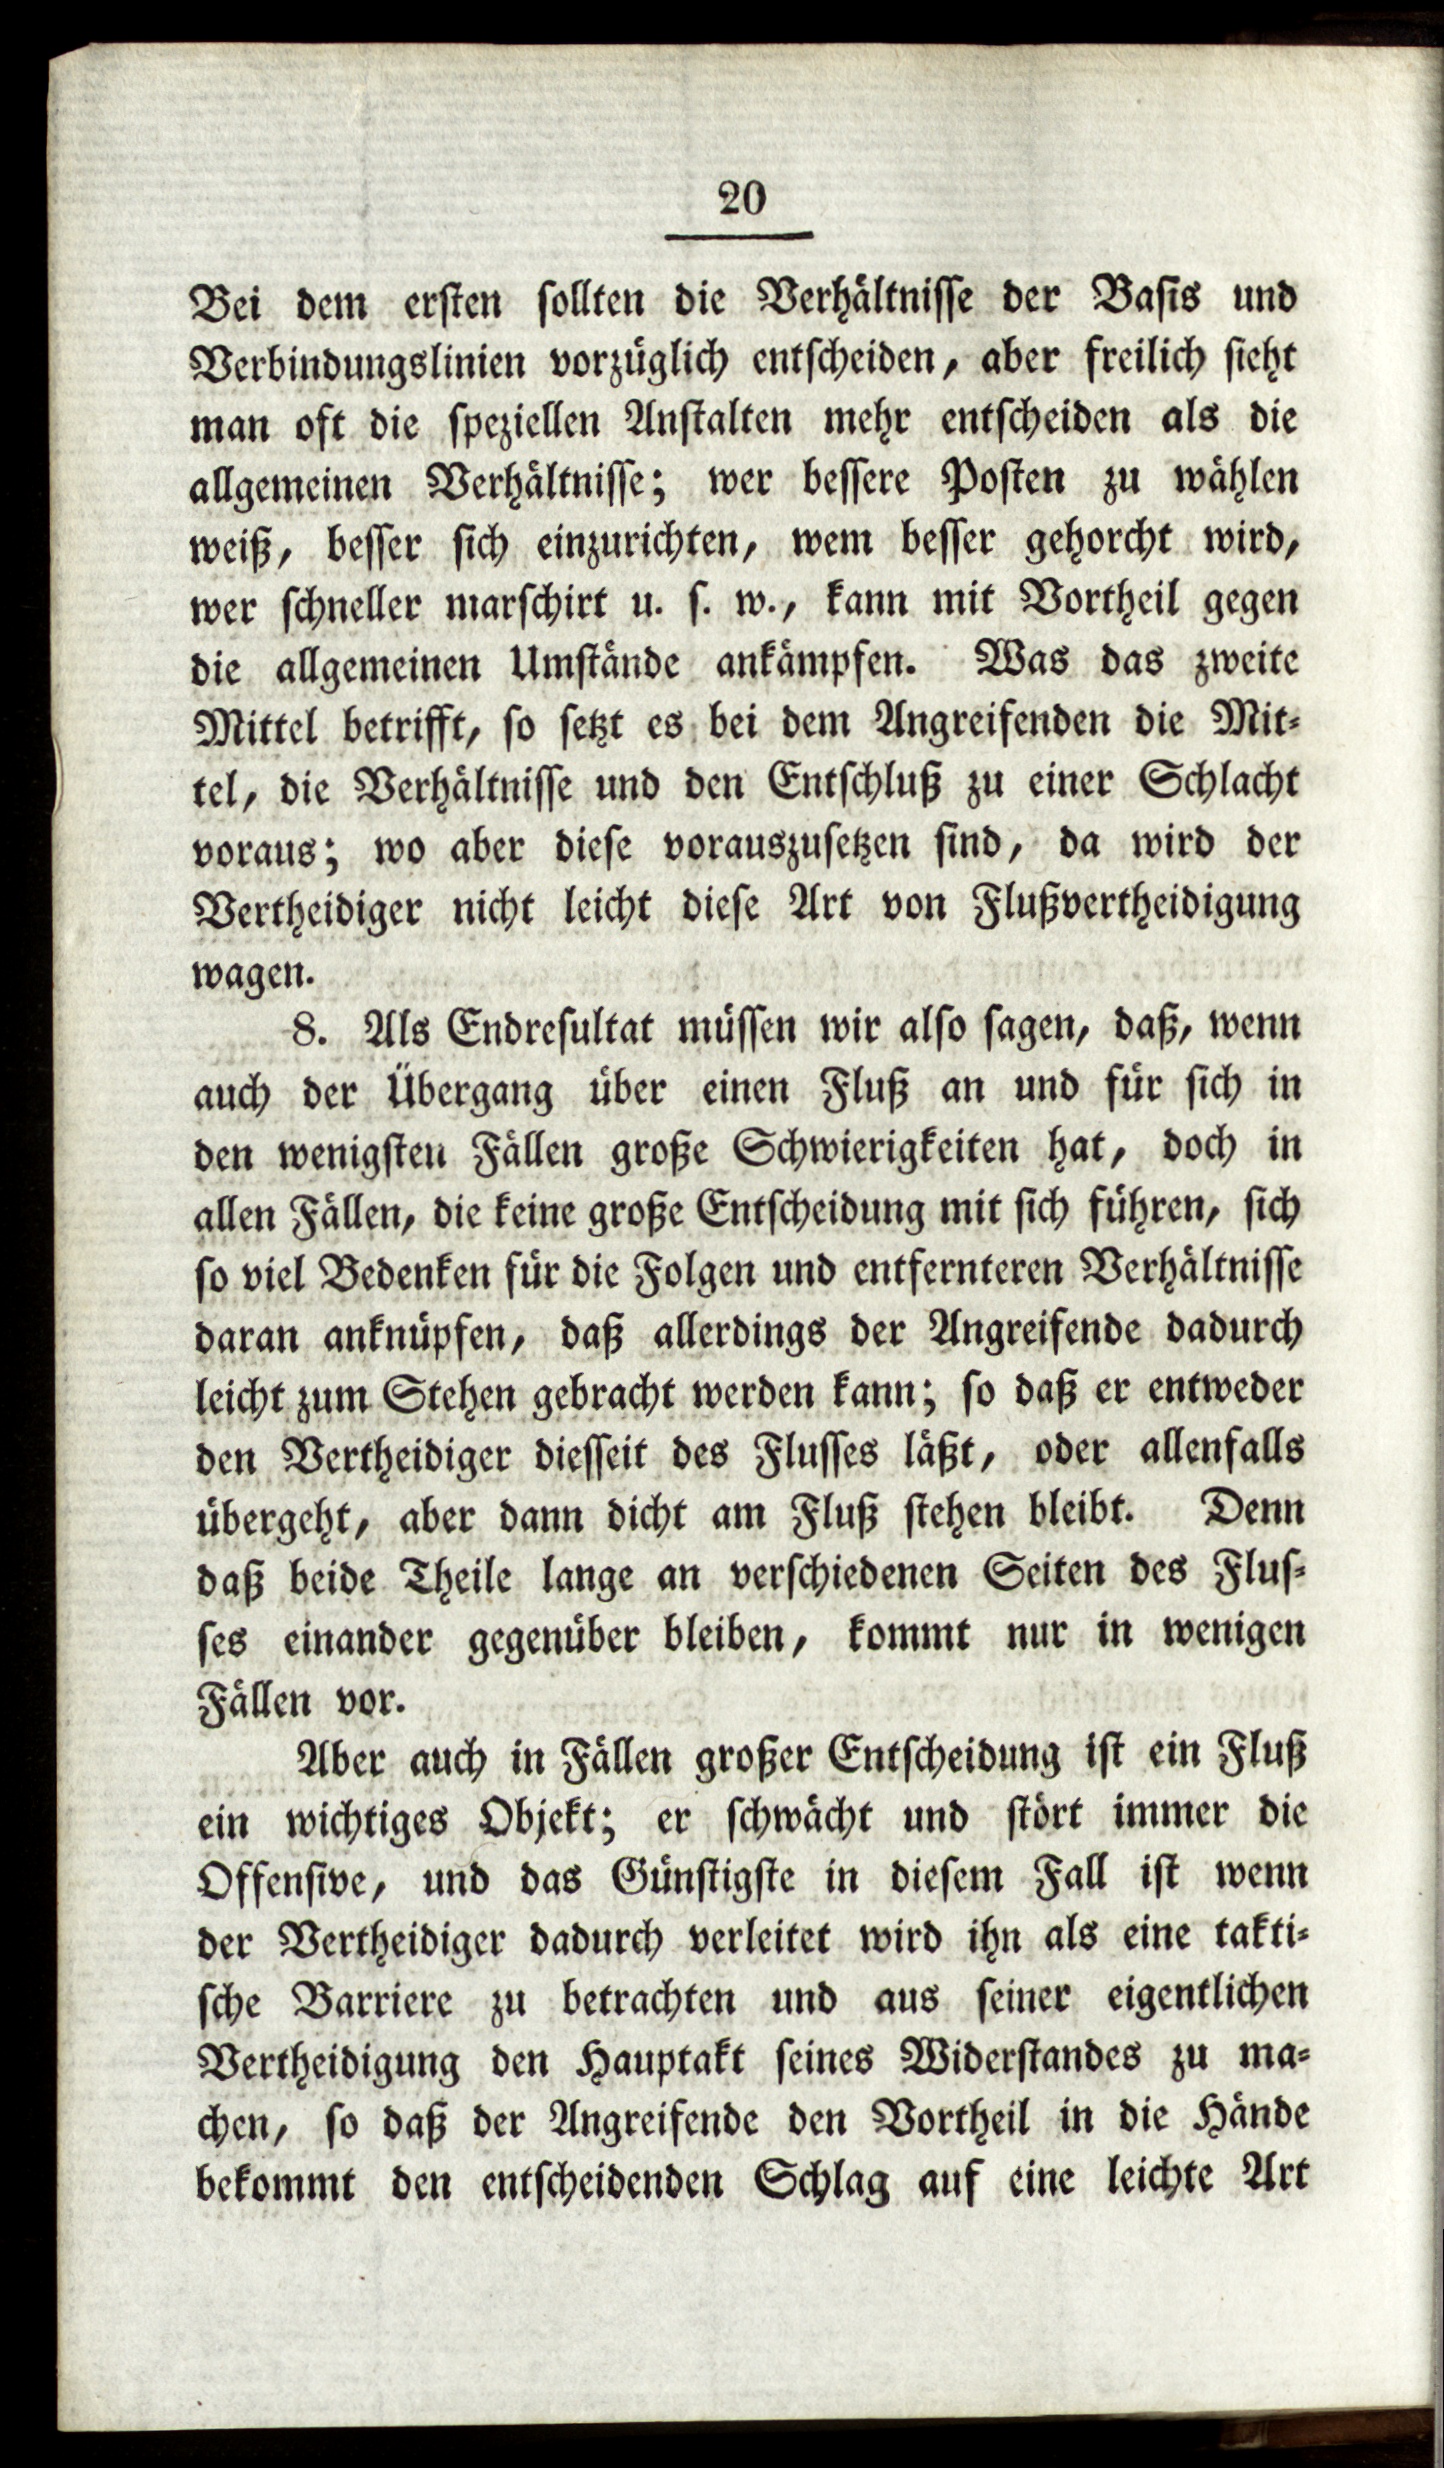 20
Bei dem ersten sollten die Verhältnisse der Basis und
Verbindungslinien vorzüglich entscheiden, aber freilich sieht
man oft die speziellen Anstalten mehr entscheiden als die
allgemeinen Verhältnisse; wer bessere Posten zu wählen
weiß, besser sich einzurichten, wem besser gehorcht wird,
wer schneller marschirt u. s. w., kann mit Vortheil gegen
die allgemeinen Umstände ankämpfen. Was das zweite
Mittel betrifft, so setzt es bei dem Angreifenden die Mit-
tel, die Verhältnisse und den Entschluß zu einer Schlacht
voraus; wo aber diese vorauszusetzen sind, da wird der
Vertheidiger nicht leicht diese Art von Flußvertheidigung
wagen.
8. Als Endresultat müssen wir also sagen, daß, wenn
auch der Übergang über einen Fluß an und für sich in
den wenigsten Fällen große Schwierigkeiten hat, doch in
allen Fällen, die keine große Entscheidung mit sich führen, sich
so viel Bedenken für die Folgen und entfernteren Verhältnisse
daran anknüpfen, daß allerdings der Angreifende dadurch
leicht zum Stehen gebracht werden kann; so daß er entweder
den Vertheidiger diesseit des Flusses läßt, oder allenfalls
übergeht, aber dann dicht am Fluß stehen bleibt. Denn
daß beide Theile lange an verschiedenen Seiten des Flus-
ses einander gegenüber bleiben, kommt nur in wenigen
Fällen vor.
Aber auch in Fällen großer Entscheidung ist ein Fluß
ein wichtiges Objekt; er schwächt und stört immer die
Offensive, und das Günstigste in diesem Fall ist wenn
der Vertheidiger dadurch verleitet wird ihn als eine takti-
sche Barriere zu betrachten und aus seiner eigentlichen
Vertheidigung den Hauptakt seines Widerstandes zu ma-
chen, so daß der Angreifende den Vortheil in die Hände
bekommt den entscheidenden Schlag auf eine leichte Art